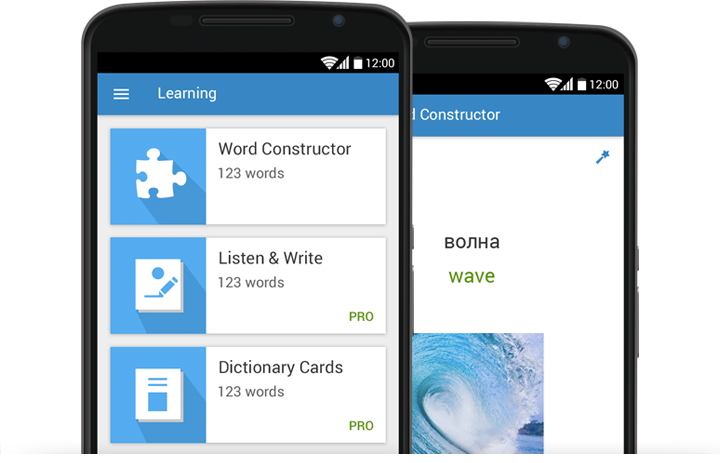 12:00
Learning
Word Constructor
123 words
Listen & Write
123 words
PRO
Dictionary Cards
123 words
PRO
12:00
Constructor
волна
wave